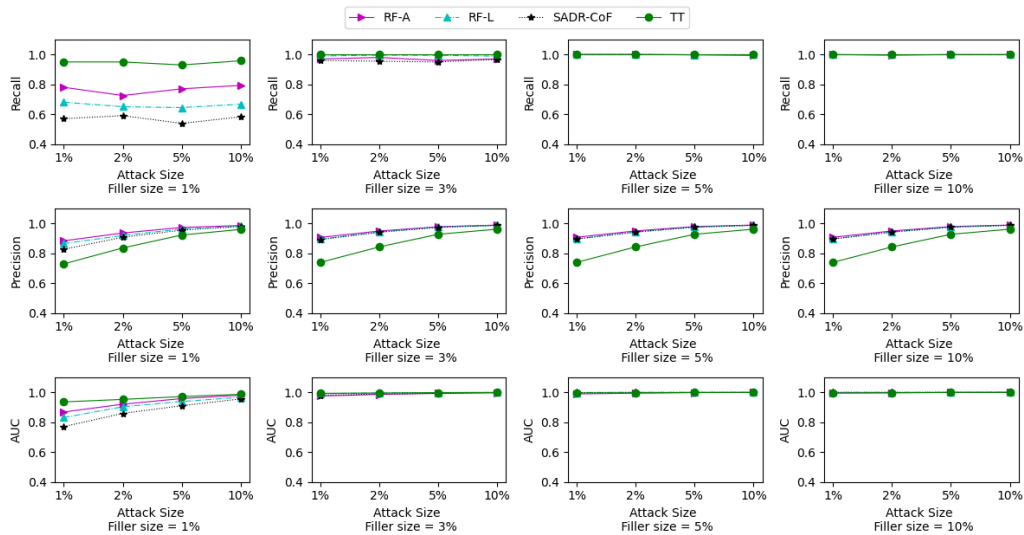 RF-A RF-L SADR-CoF TT
1.0 1.0 1.0 1.0
0.8 0.8 0.8 0.8
0.6 0.6 0.6 0.6
0.4 0.4 0.4 0.4
Recall Recall Recall Recall
1% 2% 5% 10% 1% 2% 5% 10% 1% 2% 5% 10% 1% 2% 5% 10%
Attack Size Attack Size Attack Size Attack Size
Filler size = 1% Filler size = 3% Filler size = 5% Filler size = 10%
1.0 1.0 1.0 1.0
0.8 0.8 0.8 0.8
0.6 0.6 0.6 0.6
0.4 0.4 0.4 0.4
Precision Precision Precision Precision
1% 2% 5% 10% 1% 2% 5% 10% 1% 2% 5% 10% 1% 2% 5% 10%
Attack Size Attack Size Attack Size Attack Size
Filler size = 1% Filler size = 3% Filler size = 5% Filler size = 10%
1.0 1.0 1.0 1.0
0.8 0.8 0.8 0.8
0.6 0.6 0.6 0.6
0.4 0.4 0.4 0.4
AUC AUC AUC AUC
1% 2% 5% 10% 1% 2% 5% 10% 1% 2% 5% 10% 1% 2% 5% 10%
Attack Size Attack Size Attack Size Attack Size
Filler size = 1% Filler size = 3% Filler size = 5% Filler size = 10%